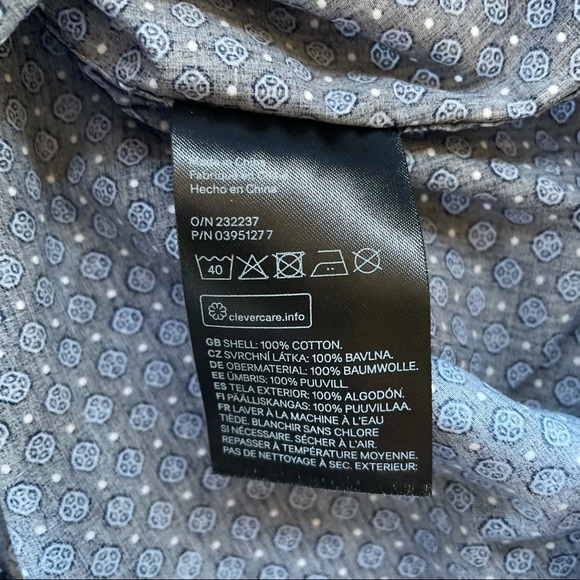 Made in China
Fabriqué en Chine
Hecho en China
O/N 232237
P/N 03951277
40
clevercare.info
GB SHELL: 100% COTTON.
CZ SVRCHNÍ LÁTKA: 100% BAVLNA.
DE OBERMATERIAL: 100% BAUMWOLLE.
EE ÜMBRIS: 100% PUUVILL.
ES TELA EXTERIOR: 100% ALGODÓN.
FI PÄÄLLISKANGAS: 100% PUUVILLAA.
FR LAVER À LA MACHINE À L'EAU
TIÈDE. BLANCHIR SANS CHLORE
SI NÉCESSAIRE. SÉCHER À L'AIR.
REPASSER À TEMPÉRATURE MOYENNE.
PAS DE NETTOYAGE À SEC. EXTERIEUR: